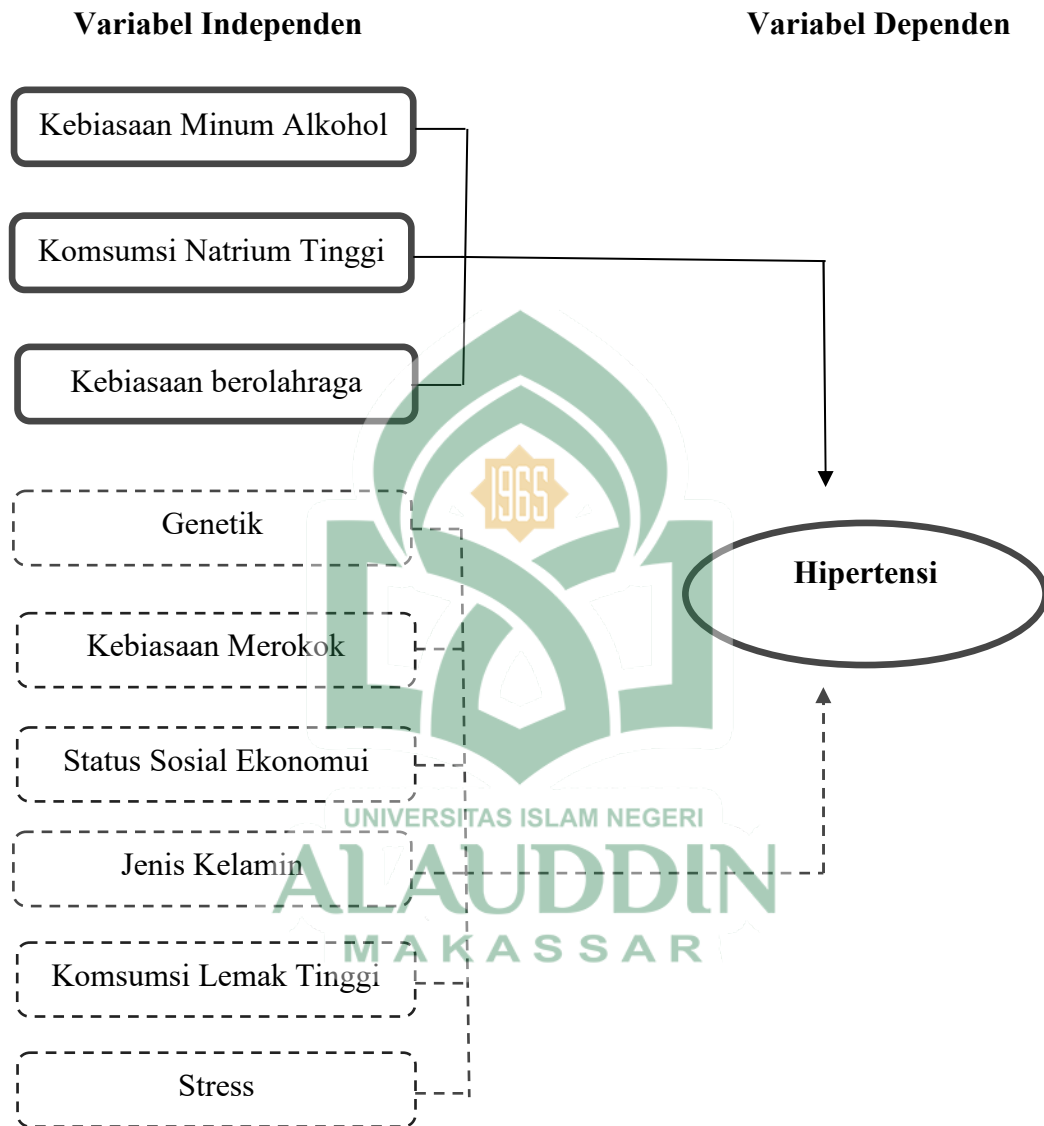 Variabel Independen
Variabel Dependen
Kebiasaan Minum Alkohol
Komsumsi Natrium Tinggi
Kebiasaan berolahraga
1965
Genetik
Hipertensi
Kebiasaan Merokok
Status Sosial Ekonomui
UNIVERSITAS ISLAM NEGERI
Jenis Kelamin
ALAUDDIN
MAKASSAR
Komsumsi Lemak Tinggi
Stress